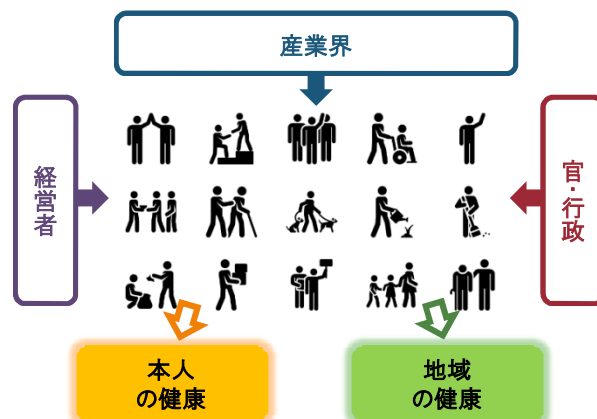 産業界
経営者
官・行政
本人
の健康
地域
の健康